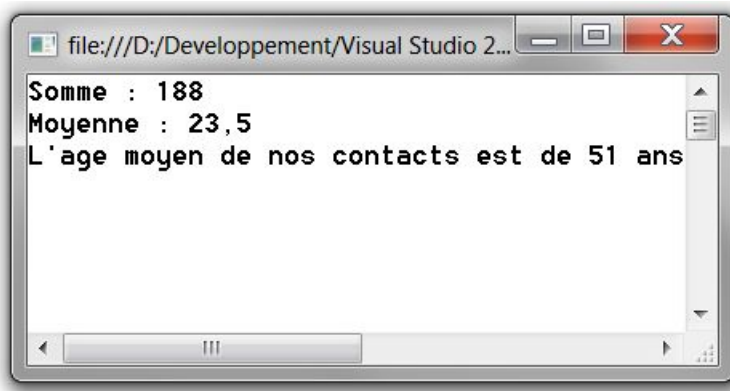 file:///D:/Developpement/Visual Studio 2...
Somme : 188
Moyenne : 23,5
L'age moyen de nos contacts est de 51 ans